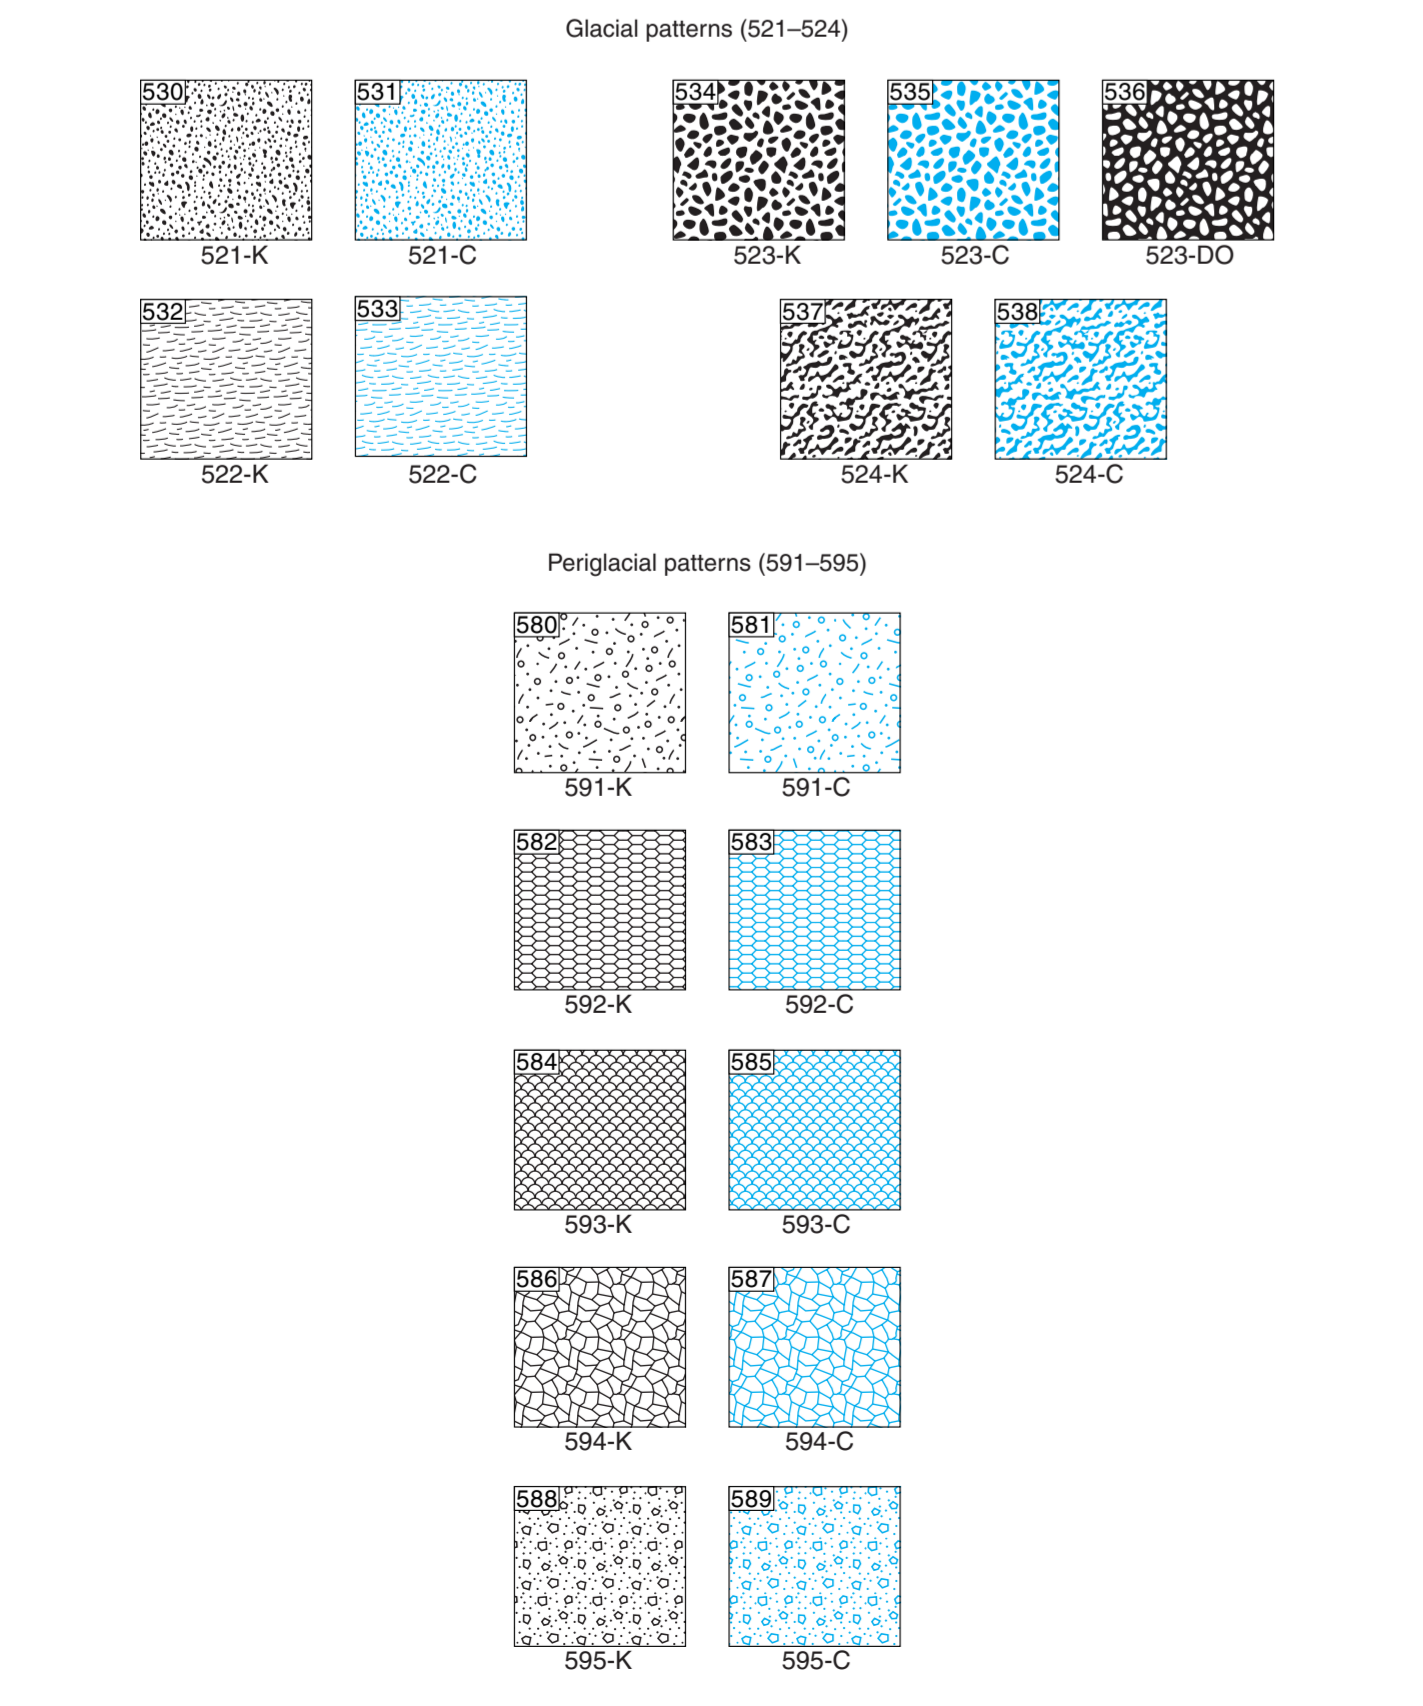 Glacial patterns (521–524)
530 531 534 535 536
521-K 521-C 523-K 523-C 523-DO
532 533 537 538
522-K 522-C 524-K 524-C
Periglacial patterns (591–595)
580 581
591-K 591-C
582 583
592-K 592-C
584 585
593-K 593-C
586 587
594-K 594-C
588 589
595-K 595-C